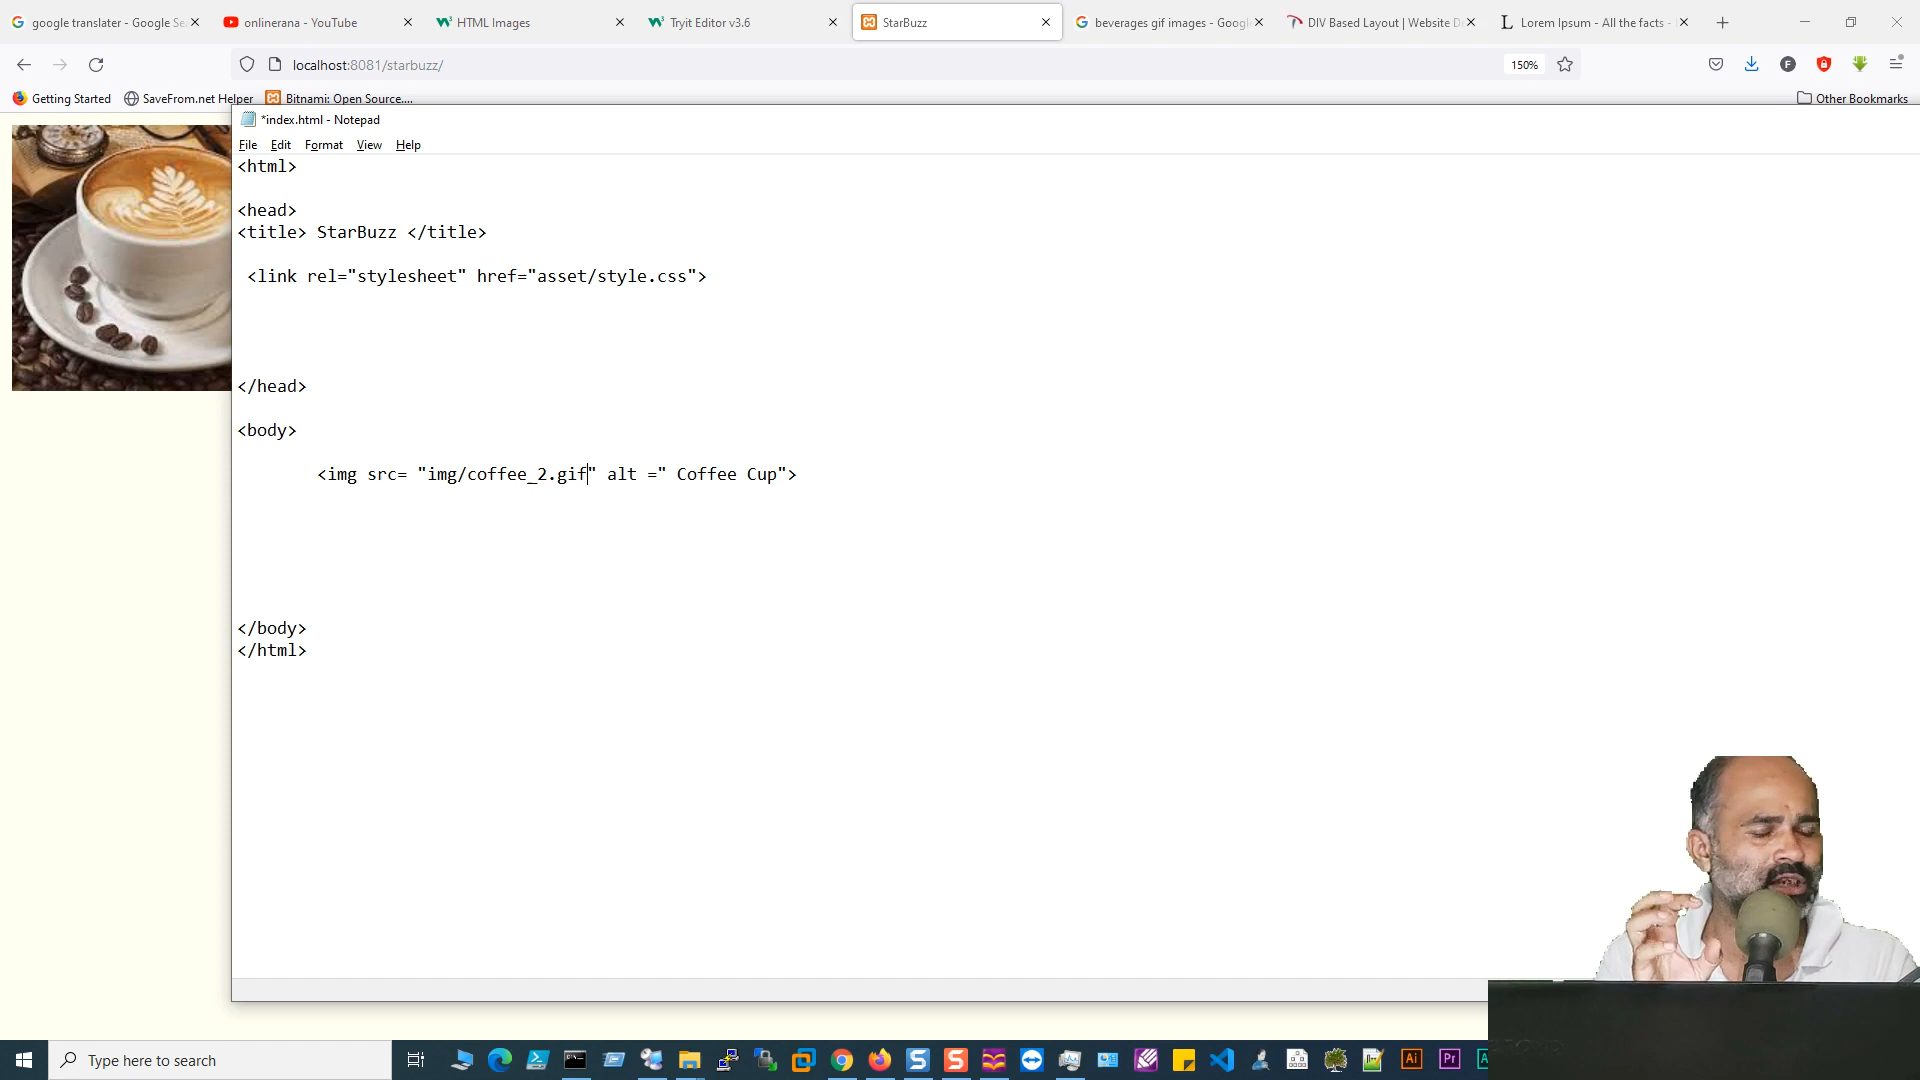 google translater - Google Se
onlinerana - YouTube
HTML Images
Tryit Editor v3.6
StarBuzz
beverages gif images - Googl
DIV Based Layout | Website D
Lorem Ipsum - All the facts -
localhost:8081/starbuzz/
150%
Getting Started
SaveFrom.net Helper
Bitnami: Open Source....
Other Bookmarks
*index.html - Notepad
File Edit Format View Help
<html>
<head>
<title> StarBuzz </title>
<link rel="stylesheet" href="asset/style.css">
</head>
<body>
<img src= "img/coffee_2.gif" alt =" Coffee Cup">
</body>
</html>
Type here to search
Ai
Pr